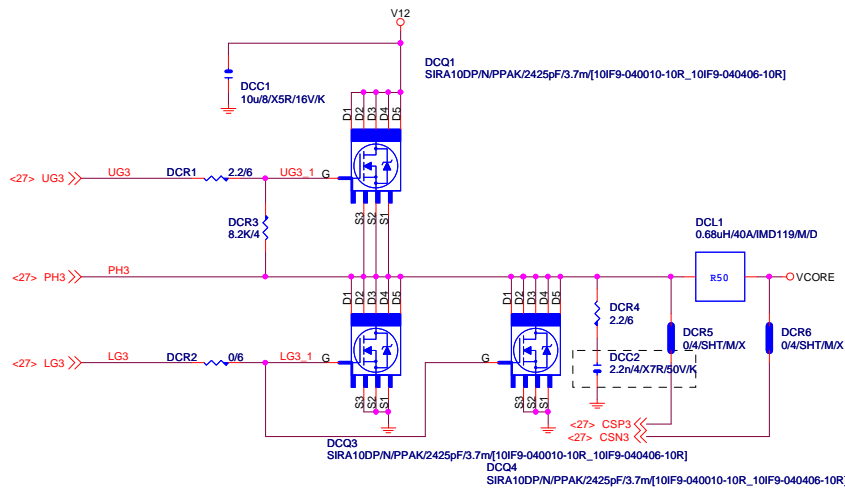 V12
DCQ1
SIRA10DP/N/PPAK/2425pF/3.7m/[10IF9-040010-10R_10IF9-040406-10R]
DCC1
10u/8/X5R/16V/K
D1 D2 D3 D4 D5
<27> UG3 UG3 DCR1 2.2/6 UG3_1 G
S3 S2 S1
DCR3
8.2K/4
DCL1
0.68uH/40A/IMD119/M/D
<27> PH3 PH3 R50 VCORE
D1 D2 D3 D4 D5 D1 D2 D3 D4 D5
DCR4
2.2/6
DCR5
0/4/SHT/M/X
DCR6
0/4/SHT/M/X
<27> LG3 LG3 DCR2 0/6 LG3_1 G G
DCC2
2.2n/4/X7R/50V/K
S3 S2 S1 S3 S2 S1
<27> CSP3
<27> CSN3
DCQ3
SIRA10DP/N/PPAK/2425pF/3.7m/[10IF9-040010-10R_10IF9-040406-10R]
DCQ4
SIRA10DP/N/PPAK/2425pF/3.7m/[10IF9-040010-10R_10IF9-040406-10R]